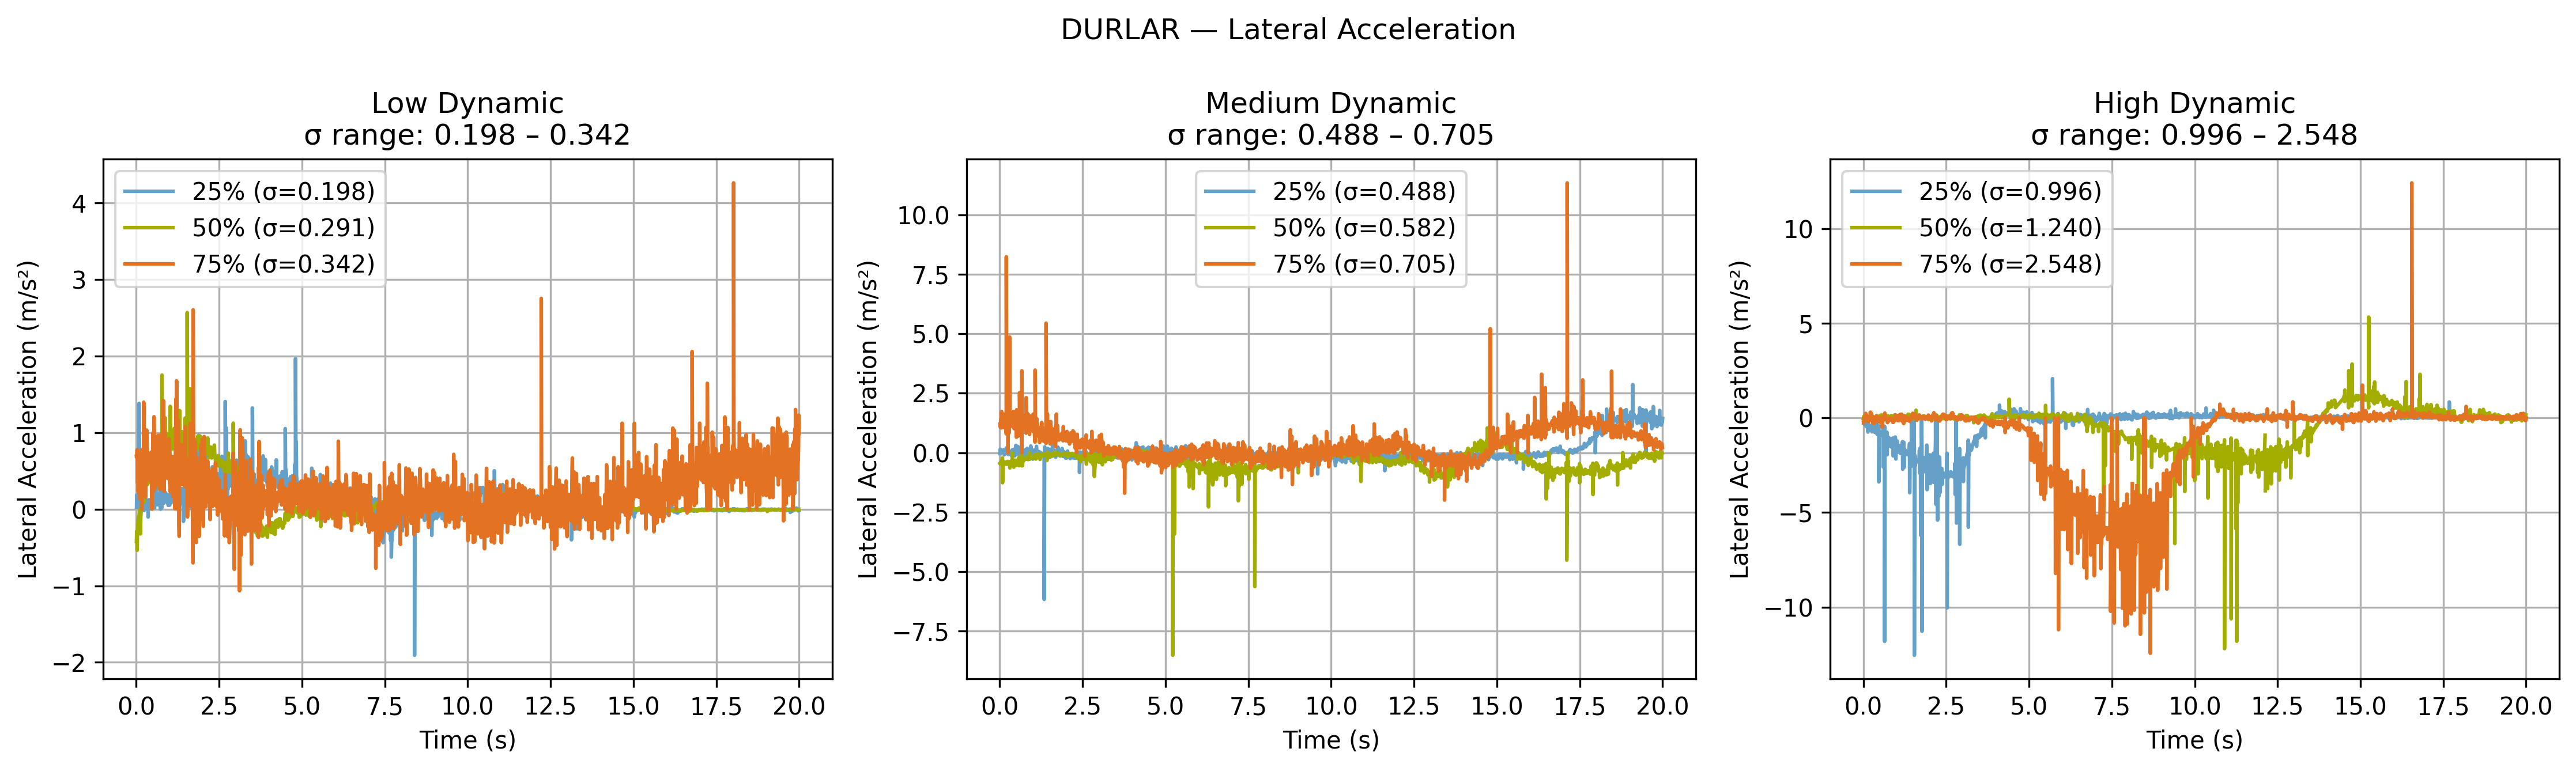 DURLAR — Lateral Acceleration
Low Dynamic
σ range: 0.198 – 0.342
25% (σ=0.198)
50% (σ=0.291)
75% (σ=0.342)
Lateral Acceleration (m/s²)
4
3
2
1
0
−1
−2
0.0 2.5 5.0 7.5 10.0 12.5 15.0 17.5 20.0
Time (s)
Medium Dynamic
σ range: 0.488 – 0.705
25% (σ=0.488)
50% (σ=0.582)
75% (σ=0.705)
Lateral Acceleration (m/s²)
10.0
7.5
5.0
2.5
0.0
−2.5
−5.0
−7.5
0.0 2.5 5.0 7.5 10.0 12.5 15.0 17.5 20.0
Time (s)
High Dynamic
σ range: 0.996 – 2.548
25% (σ=0.996)
50% (σ=1.240)
75% (σ=2.548)
Lateral Acceleration (m/s²)
10
5
0
−5
−10
0.0 2.5 5.0 7.5 10.0 12.5 15.0 17.5 20.0
Time (s)